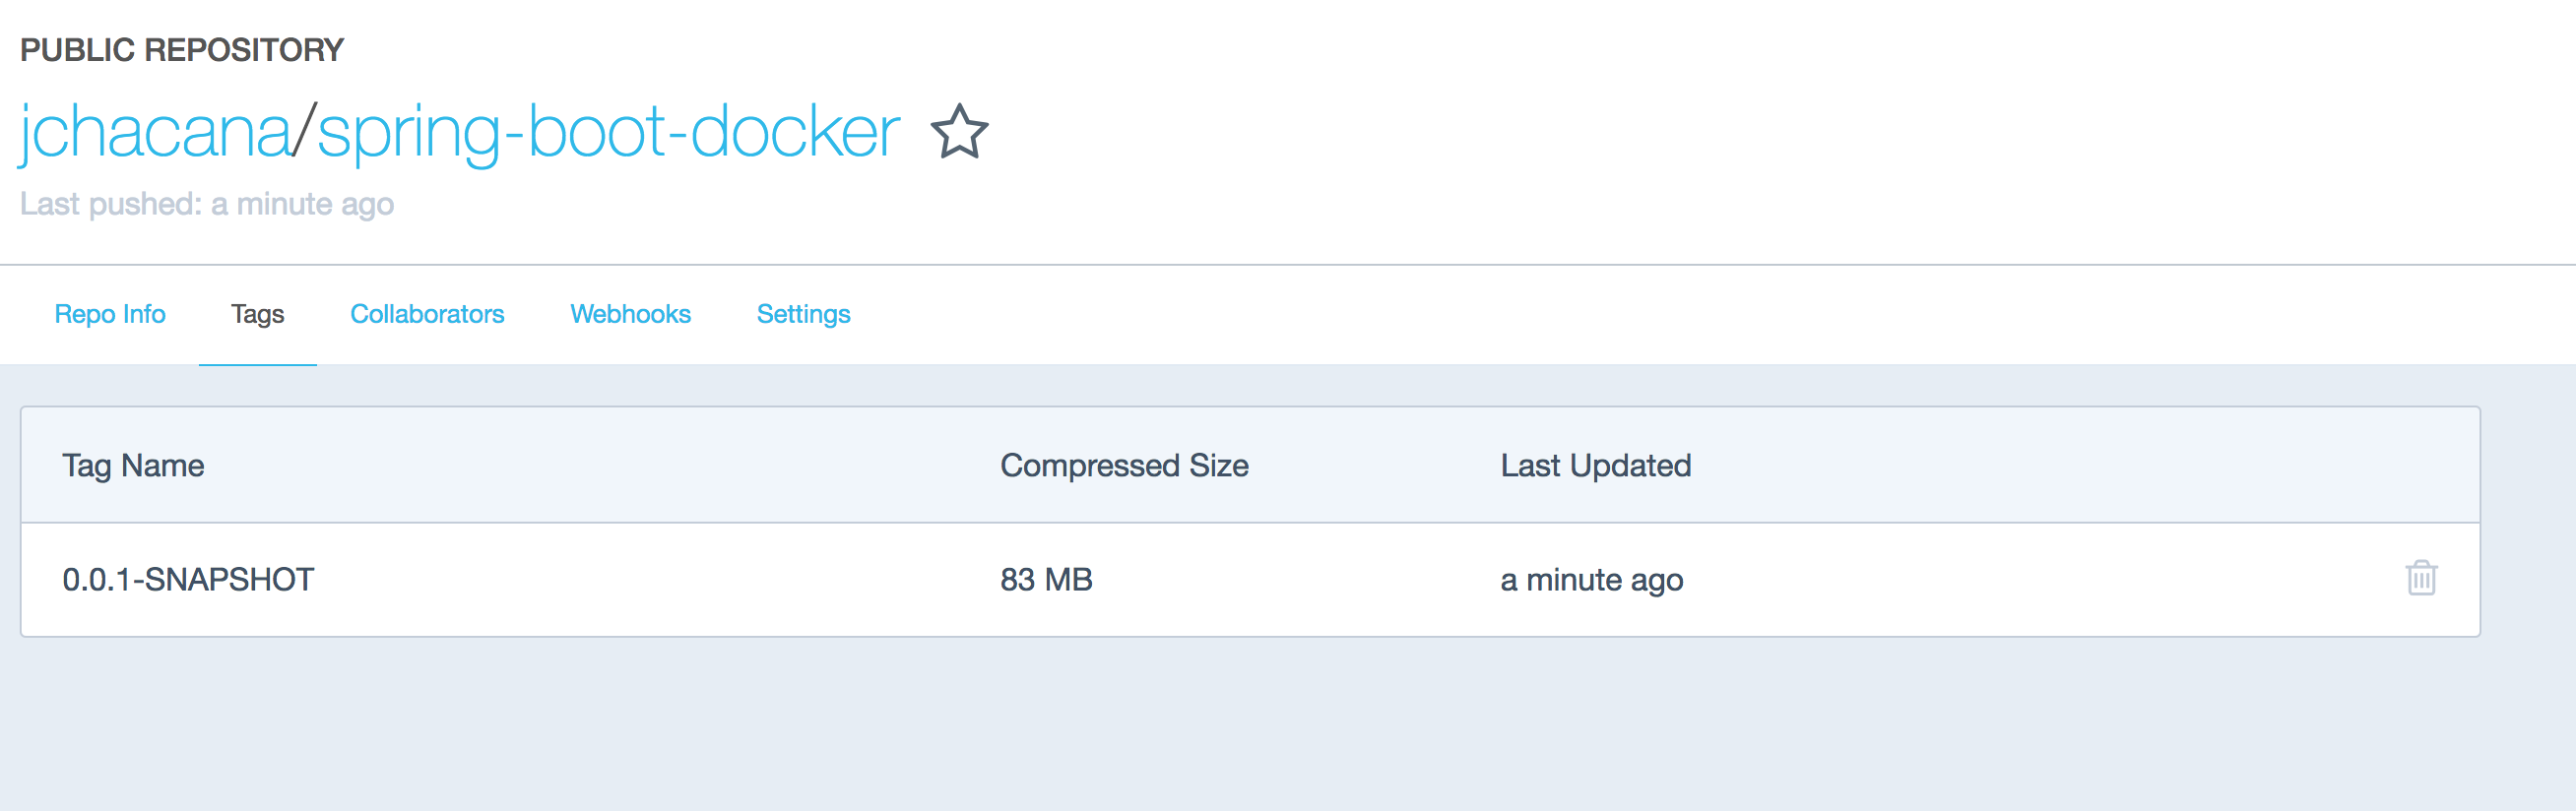 PUBLIC REPOSITORY
jchacana/spring-boot-docker
Last pushed: a minute ago
Repo Info Tags Collaborators Webhooks Settings
Tag Name Compressed Size Last Updated
0.0.1-SNAPSHOT 83 MB a minute ago